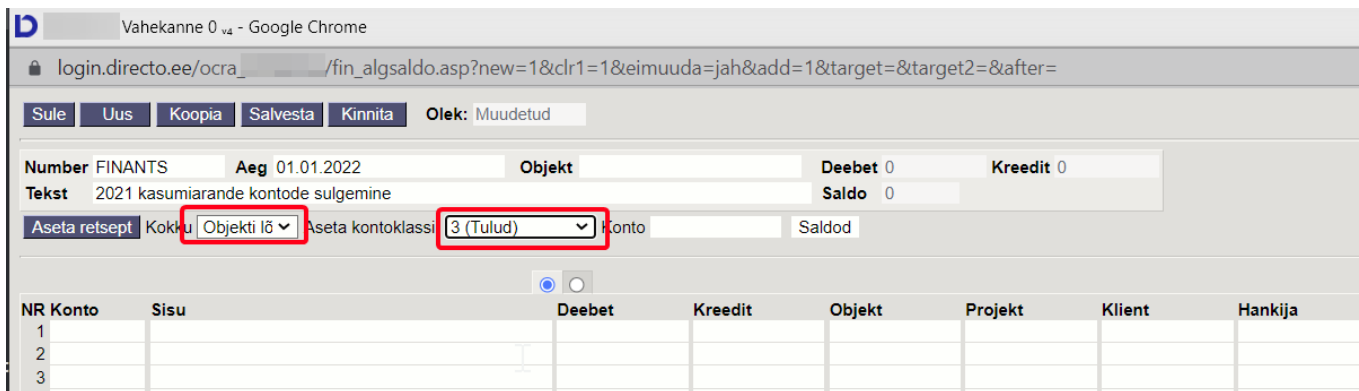 Vahekanne 0 v4 - Google Chrome
login.directo.ee/ocra_ /fin_algsaldo.asp?new=1&clr1=1&eimuuda=jah&add=1&target=&target2=&after=
Sule Uus Koopia Salvesta Kinnita Olek: Muudetud
Number FINANTS Aeg 01.01.2022 Objekt Deebet 0 Kreedit 0
Tekst 2021 kasumiarande kontode sulgemine Saldo 0
Aseta retsept Kokku Objekti lõ Aseta kontoklassi 3 (Tulud) Konto Saldod
NR Konto Sisu Deebet Kreedit Objekt Projekt Klient Hankija
1
2
3